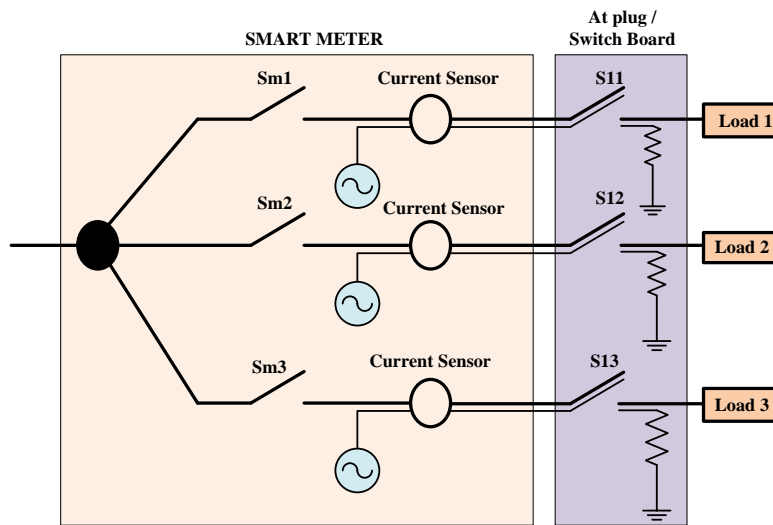 At plug /
SMART METER
Switch Board
Sm1
Current Sensor
S11
Load 1
Sm2
Current Sensor
S12
Load 2
Sm3
Current Sensor
S13
Load 3